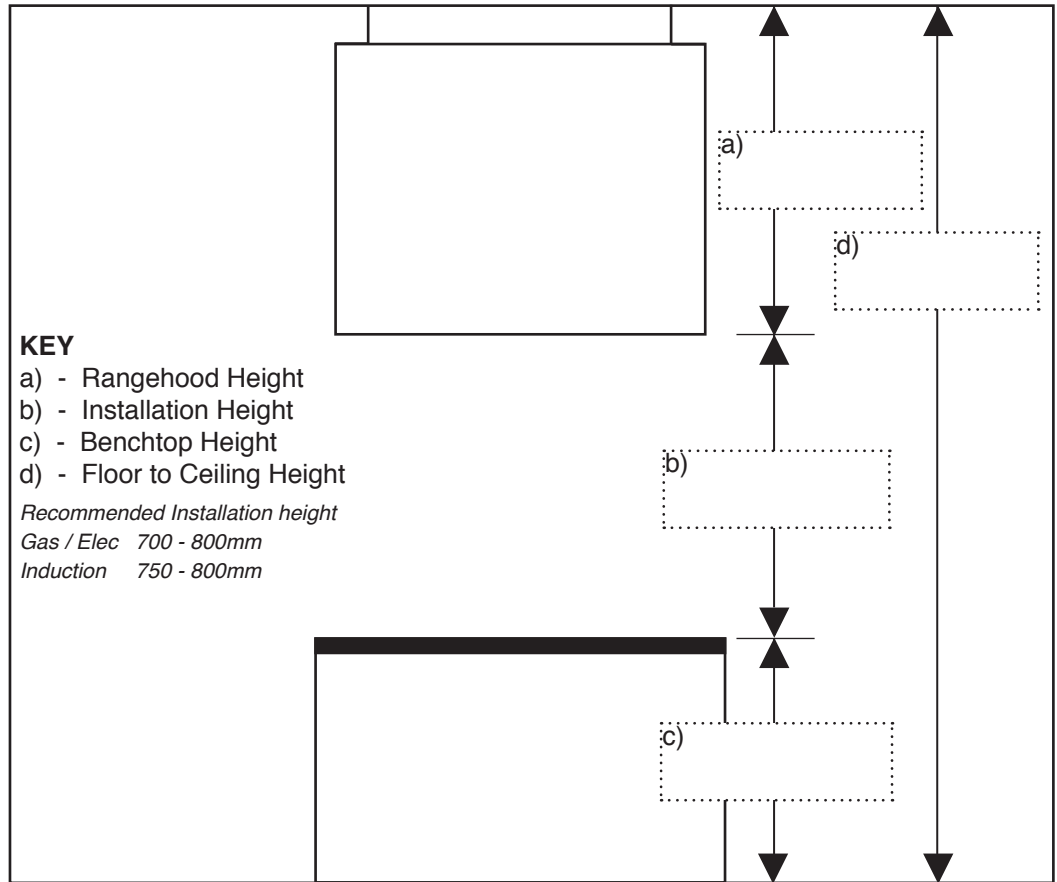 a)
d)
KEY
a) - Rangehood Height
b) - Installation Height
c) - Benchtop Height
d) - Floor to Ceiling Height
Recommended Installation height
Gas / Elec 700 - 800mm
Induction 750 - 800mm
b)
c)